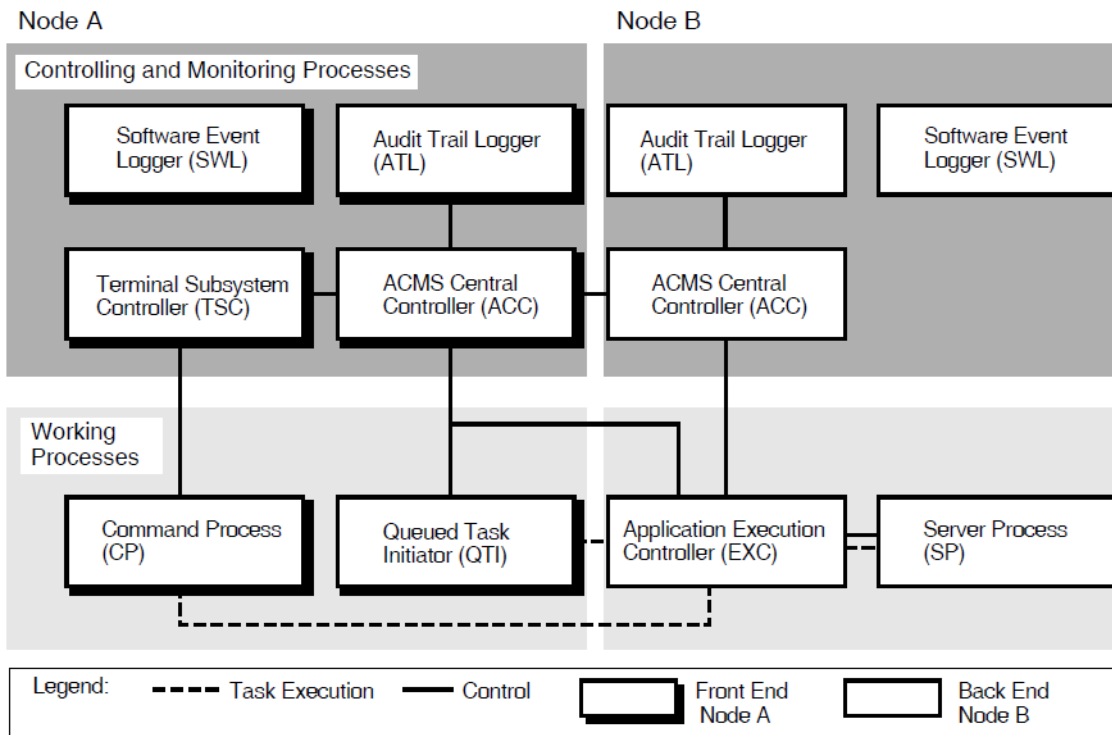 Node A
Node B
Controlling and Monitoring Processes
Software Event
Logger (SWL)
Audit Trail Logger
(ATL)
Audit Trail Logger
(ATL)
Software Event
Logger (SWL)
Terminal Subsystem
Controller (TSC)
ACMS Central
Controller (ACC)
ACMS Central
Controller (ACC)
Working
Processes
Command Process
(CP)
Queued Task
Initiator (QTI)
Application Execution
Controller (EXC)
Server Process
(SP)
Legend:
Task Execution
Control
Front End
Node A
Back End
Node B